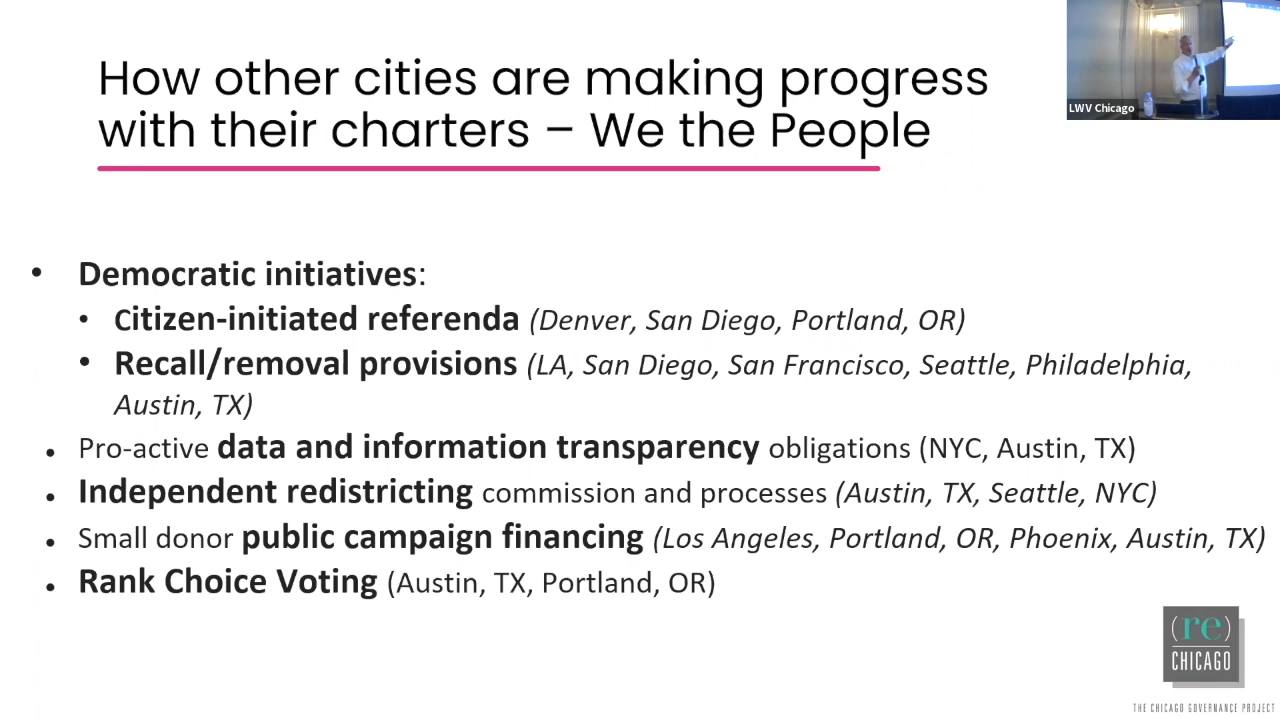 How other cities are making progress
with their charters – We the People
LWV Chicago
• Democratic initiatives:
• Citizen-initiated referenda (Denver, San Diego, Portland, OR)
• Recall/removal provisions (LA, San Diego, San Francisco, Seattle, Philadelphia,
Austin, TX)
• Pro-active data and information transparency obligations (NYC, Austin, TX)
• Independent redistricting commission and processes (Austin, TX, Seattle, NYC)
• Small donor public campaign financing (Los Angeles, Portland, OR, Phoenix, Austin, TX)
• Rank Choice Voting (Austin, TX, Portland, OR)
(re)
CHICAGO
THE CHICAGO GOVERNANCE PROJECT